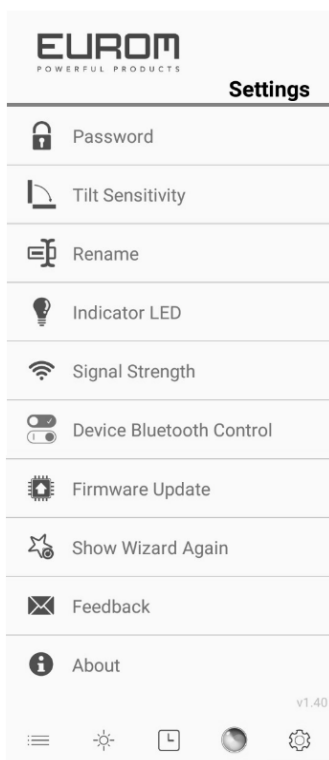 EUROM
POWERFUL PRODUCTS
Settings
Password
Tilt Sensitivity
Rename
Indicator LED
Signal Strength
Device Bluetooth Control
Firmware Update
Show Wizard Again
Feedback
About
v1.40